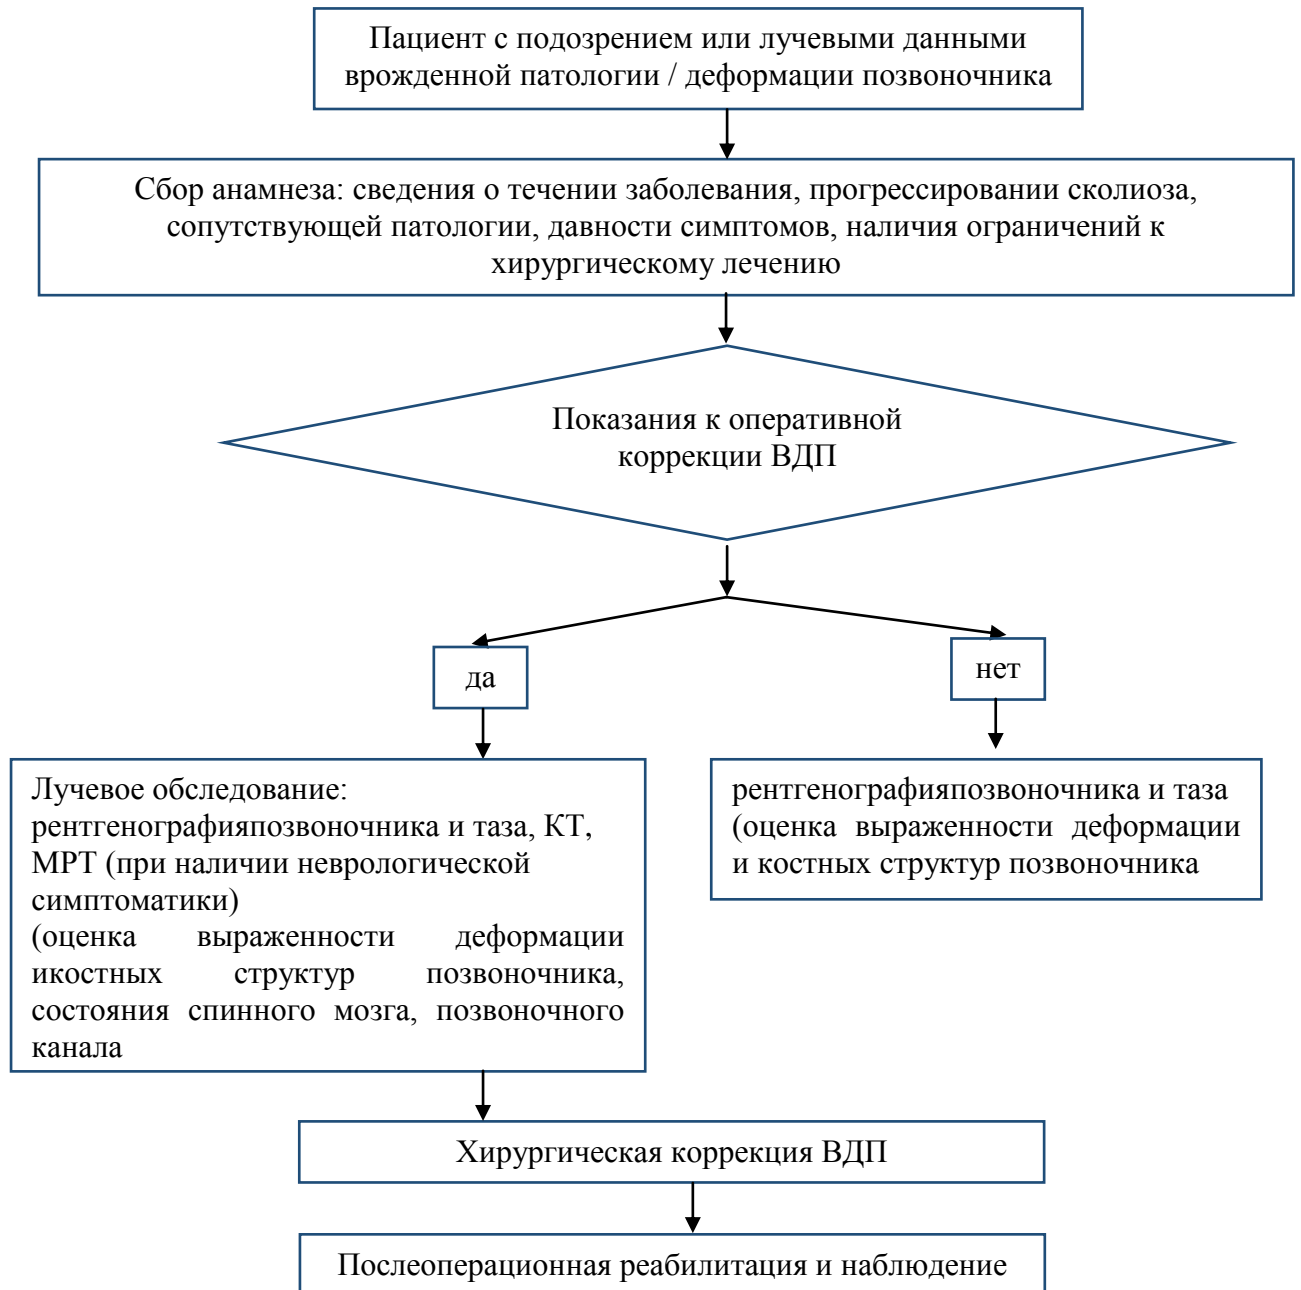 Пациент с подозрением или лучевыми данными
врожденной патологии / деформации позвоночника
Сбор анамнеза: сведения о течении заболевания, прогрессировании сколиоза,
сопутствующей патологии, давности симптомов, наличия ограничений к
хирургическому лечению
Показания к оперативной
коррекции ВДП
да
нет
Лучевое обследование:
рентгенографияпозвоночника и таза, КТ,
МРТ (при наличии неврологической
симптоматики)
(оценка выраженности деформации
икостных структур позвоночника,
состояния спинного мозга, позвоночного
канала
рентгенографияпозвоночника и таза
(оценка выраженности деформации
и костных структур позвоночника
Хирургическая коррекция ВДП
Послеоперационная реабилитация и наблюдение